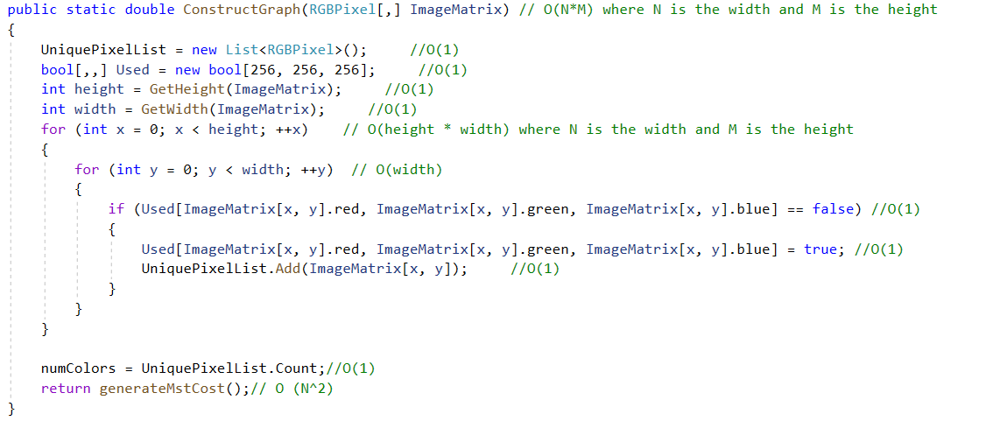 public static double ConstructGraph(RGBPixel[,] ImageMatrix) // O(N*M) where N is the width and M is the height
{
    UniquePixelList = new List<RGBPixel>();     //O(1)
    bool[,,] Used = new bool[256, 256, 256];     //O(1)
    int height = GetHeight(ImageMatrix);     //O(1)
    int width = GetWidth(ImageMatrix);     //O(1)
    for (int x = 0; x < height; ++x)    // O(height * width) where N is the width and M is the height
    {
        for (int y = 0; y < width; ++y)  // O(width)
        {
            if (Used[ImageMatrix[x, y].red, ImageMatrix[x, y].green, ImageMatrix[x, y].blue] == false) //O(1)
            {
                Used[ImageMatrix[x, y].red, ImageMatrix[x, y].green, ImageMatrix[x, y].blue] = true; //O(1)
                UniquePixelList.Add(ImageMatrix[x, y]);     //O(1)
            }
        }
    }
    numColors = UniquePixelList.Count;//O(1)
    return generateMstCost();// O (N^2)
}